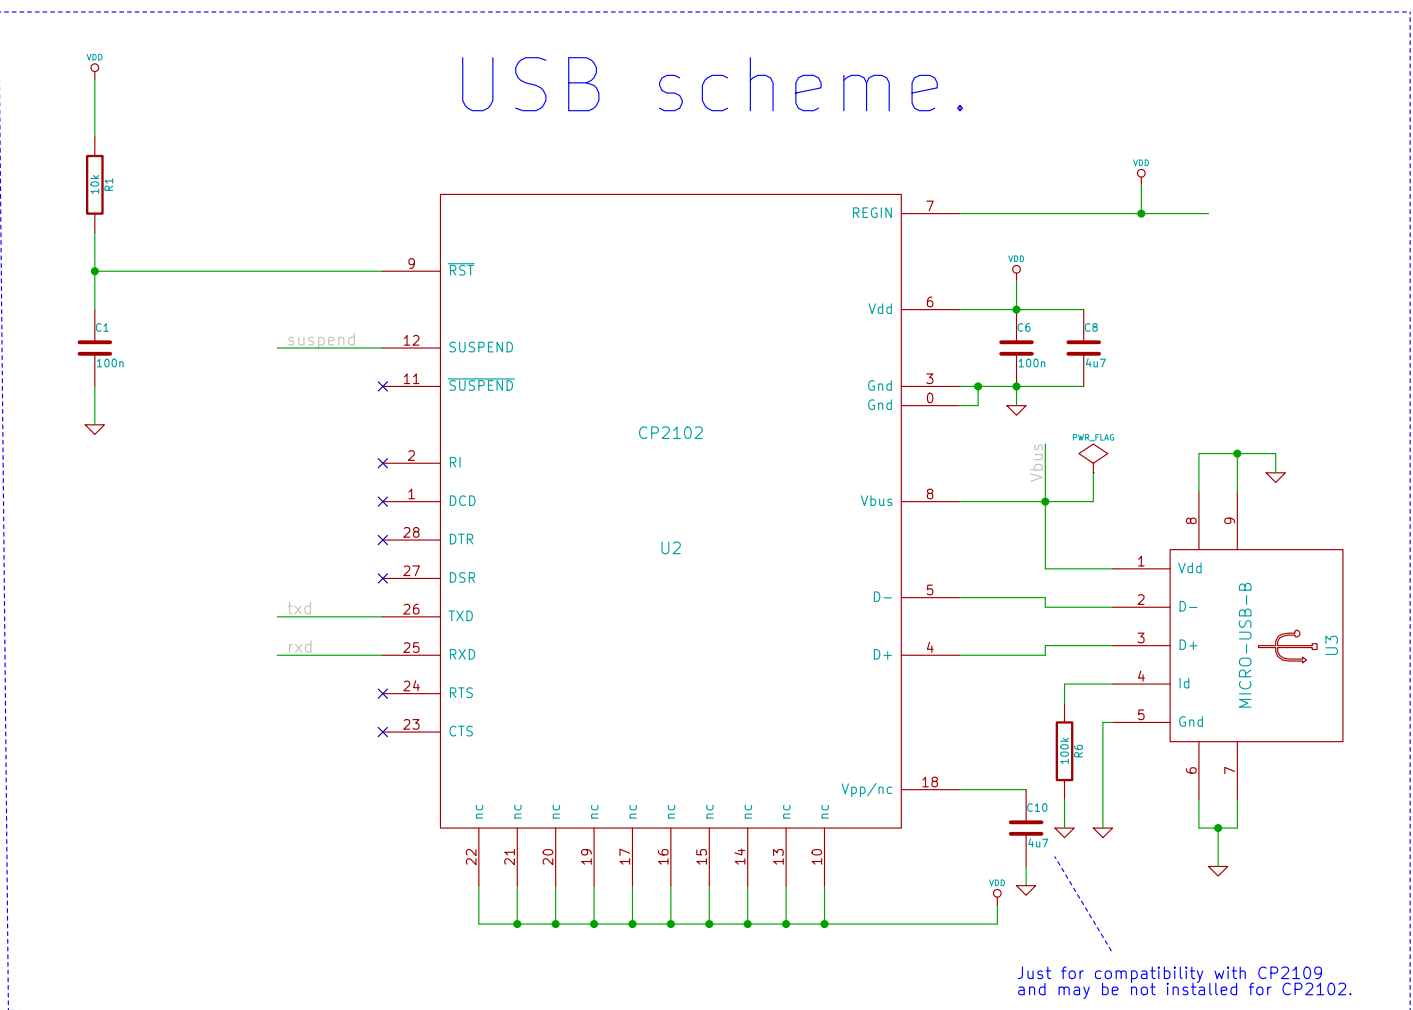 USB scheme.
VDD
10k
R1
C1
100n
suspend
txd
rxd
9
RST
12
SUSPEND
11
SUSPEND
2
RI
1
DCD
28
DTR
27
DSR
26
TXD
25
RXD
24
RTS
23
CTS
CP2102
U2
REGIN
7
VDD
Vdd
6
VDD
C6
100n
C8
4u7
Gnd
3
Gnd
0
Vbus
8
Vbus
PWR_FLAG
D-
5
D+
4
Vpp/nc
18
C10
4u7
100k
R6
8
9
1
Vdd
2
D-
3
D+
4
Id
5
Gnd
MICRO-USB-B
U3
6
7
nc
nc
nc
nc
nc
nc
nc
nc
nc
nc
22
21
20
19
17
16
15
14
13
10
VDD
Just for compatibility with CP2109
and may be not installed for CP2102.